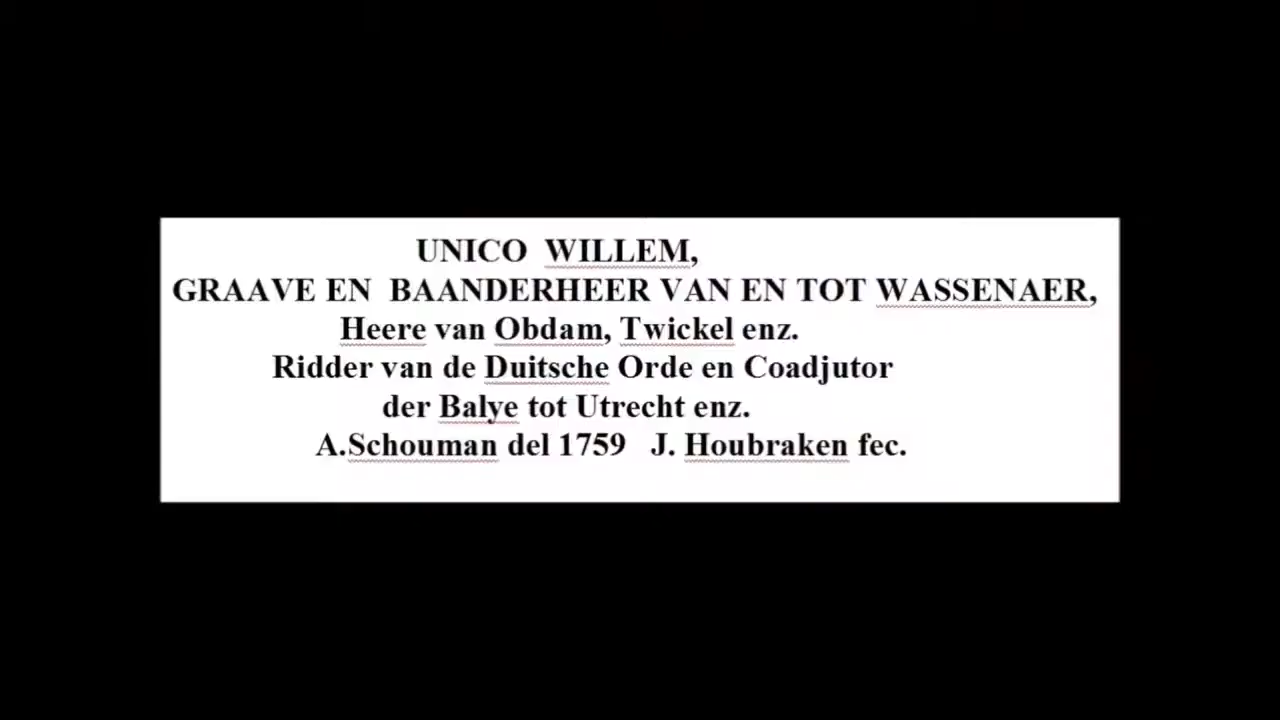 UNICO WILLEM,
GRAAVE EN BAANDERHEER VAN EN TOT WASSENAER,
Heere van Obdam, Twickel enz.
Ridder van de Duitsche Orde en Coadjutor
der Balye tot Utrecht enz.
A.Schouman del 1759 J. Houbraken fec.